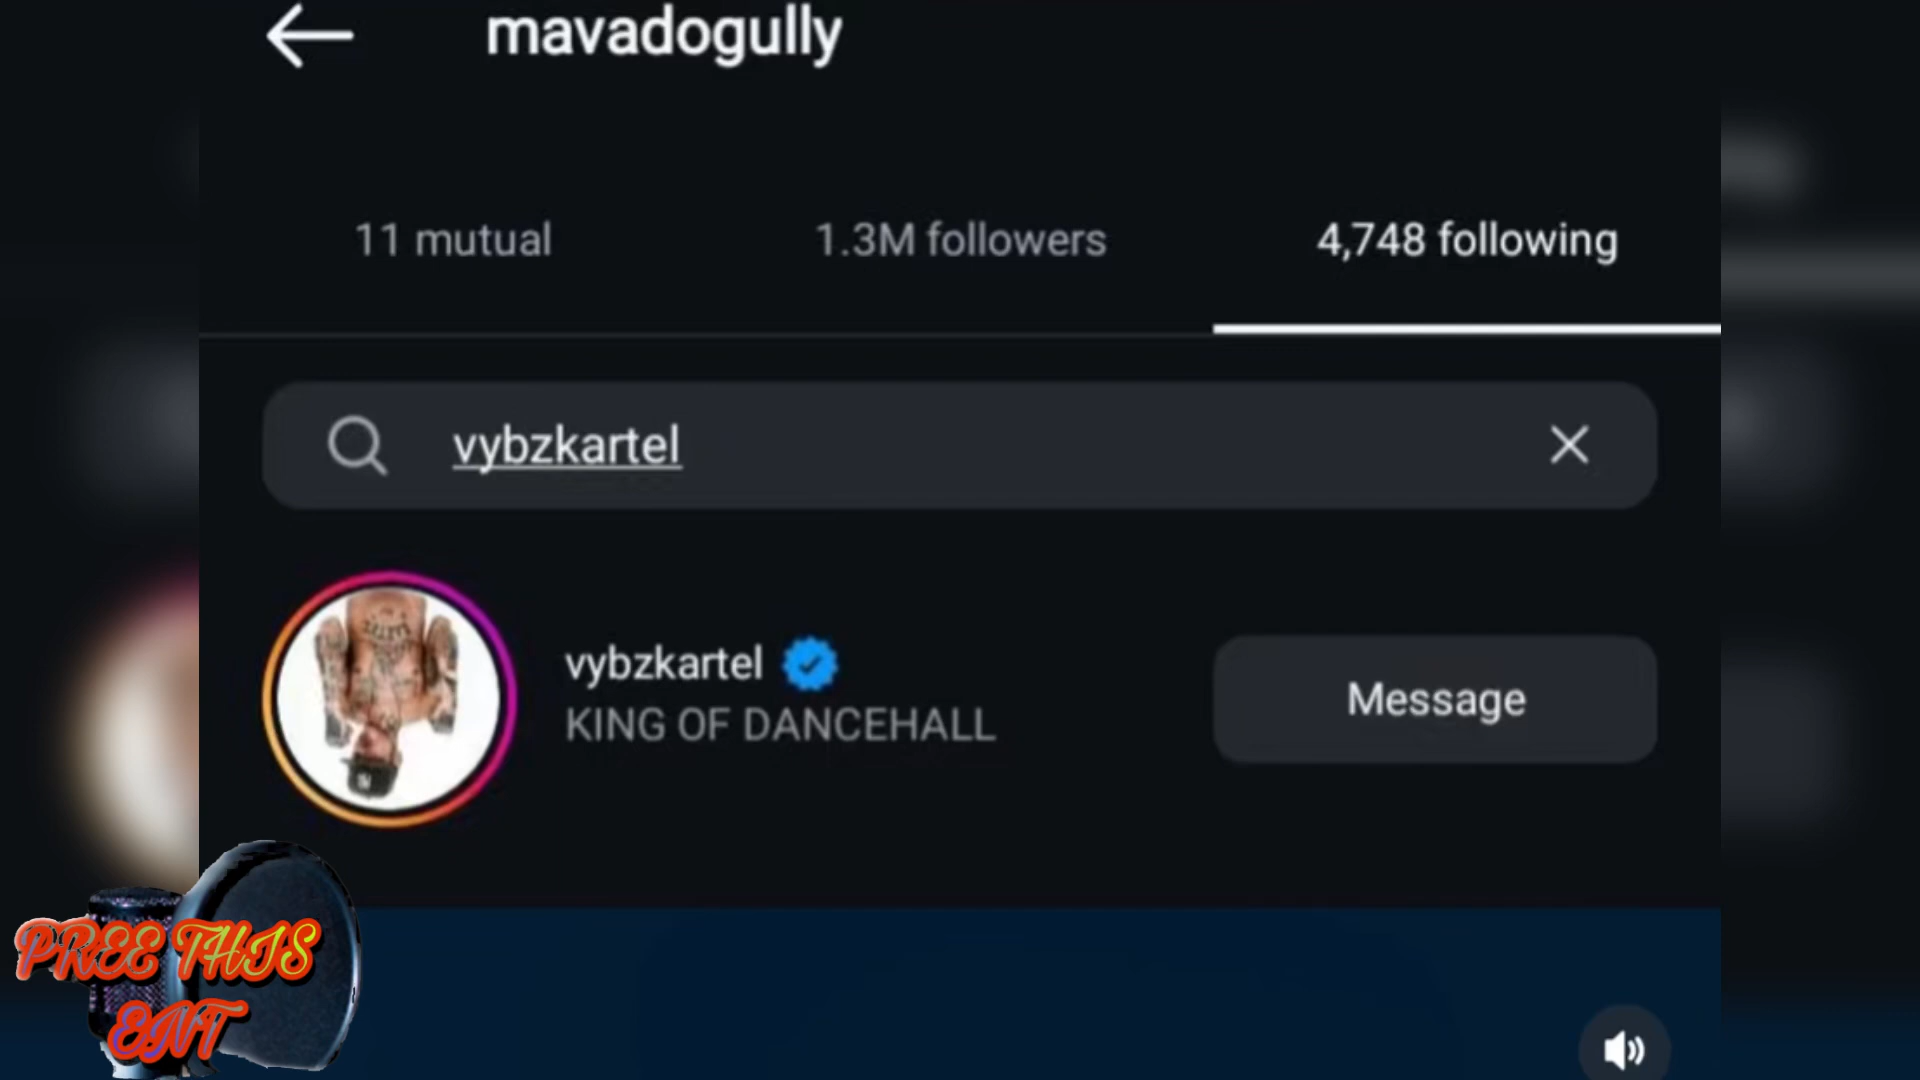 mavadogully
11 mutual
1.3M followers
4,748 following
vybzkartel
vybzkartel
KING OF DANCEHALL
Message
PREE THIS
ENT